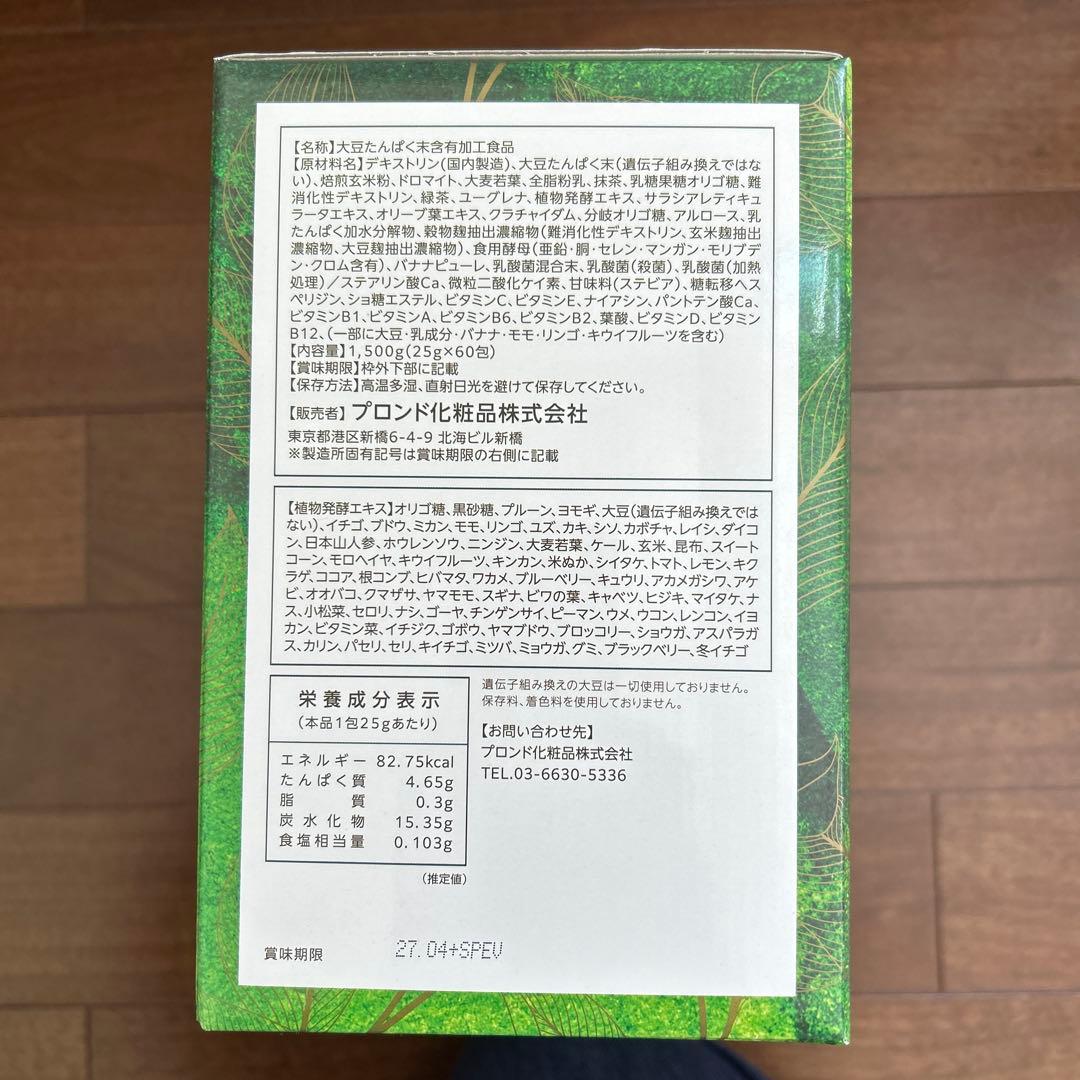 【名称】大豆たんぱく末含有加工食品
【原材料名】デキストリン(国内製造)、大豆たんぱく末(遺伝子組み換えではな
い)、焙煎玄米粉、ドロマイト、大麦若葉、全脂粉乳、抹茶、乳糖果糖オリゴ糖、難
消化性デキストリン、緑茶、ユーグレナ、植物発酵エキス、サラシアレティキュ
ラータエキス、オリーブ葉エキス、クラチャイダム、分岐オリゴ糖、アルロース、乳
たんぱく加水分解物、穀物麹抽出濃縮物(難消化性デキストリン、玄米麹抽出
濃縮物、大豆麹抽出濃縮物)、食用酵母(亜鉛・胴・セレン・マンガン・モリブデ
ン・クロム含有)、バナナピューレ、乳酸菌混合末、乳酸菌(殺菌)、乳酸菌(加熱
処理)／ステアリン酸Ca、微粒二酸化ケイ素、甘味料(ステビア)、糖転移ヘス
ペリジン、ショ糖エステル、ビタミンC、ビタミンE、ナイアシン、パントテン酸Ca、
ビタミンB1、ビタミンA、ビタミンB6、ビタミンB2、葉酸、ビタミンD、ビタミン
B12、(一部に大豆・乳成分・バナナ・モモ・リンゴ・キウイフルーツを含む)
【内容量】1,500g(25g×60包)
【賞味期限】枠外下部に記載
【保存方法】高温多湿、直射日光を避けて保存してください。
【販売者】プロンド化粧品株式会社
東京都港区新橋6-4-9 北海ビル新橋
※製造所固有記号は賞味期限の右側に記載
【植物発酵エキス】オリゴ糖、黒砂糖、プルーン、ヨモギ、大豆(遺伝子組み換えでは
ない)、イチゴ、ブドウ、ミカン、モモ、リンゴ、ユズ、カキ、シソ、カボチャ、レイシ、ダイコ
ン、日本山人参、ホウレンソウ、ニンジン、大麦若葉、ケール、玄米、昆布、スイート
コーン、モロヘイヤ、キウイフルーツ、キンカン、米ぬか、シイタケ、トマト、レモン、キク
ラゲ、ココア、根コンブ、ヒバマタ、ワカメ、ブルーベリー、キュウリ、アカメガシワ、アケ
ビ、オオバコ、クマザサ、ヤマモモ、スギナ、ビワの葉、キャベツ、ヒジキ、マイタケ、ナ
ス、小松菜、セロリ、ナシ、ゴーヤ、チンゲンサイ、ピーマン、ウメ、ウコン、レンコン、イヨ
カン、ビタミン菜、イチジク、ゴボウ、ヤマブドウ、ブロッコリー、ショウガ、アスパラガ
ス、カリン、パセリ、セリ、キイチゴ、ミツバ、ミョウガ、グミ、ブラックベリー、冬イチゴ
栄養成分表示
(本品1包25gあたり)
エネルギー 82.75kcal
たんぱく質 4.65g
脂質 0.3g
炭水化物 15.35g
食塩相当量 0.103g
(推定値)
遺伝子組み換えの大豆は一切使用しておりません。
保存料、着色料を使用しておりません。
【お問い合わせ先】
プロンド化粧品株式会社
TEL.03-6630-5336
賞味期限 27.04+SPEV